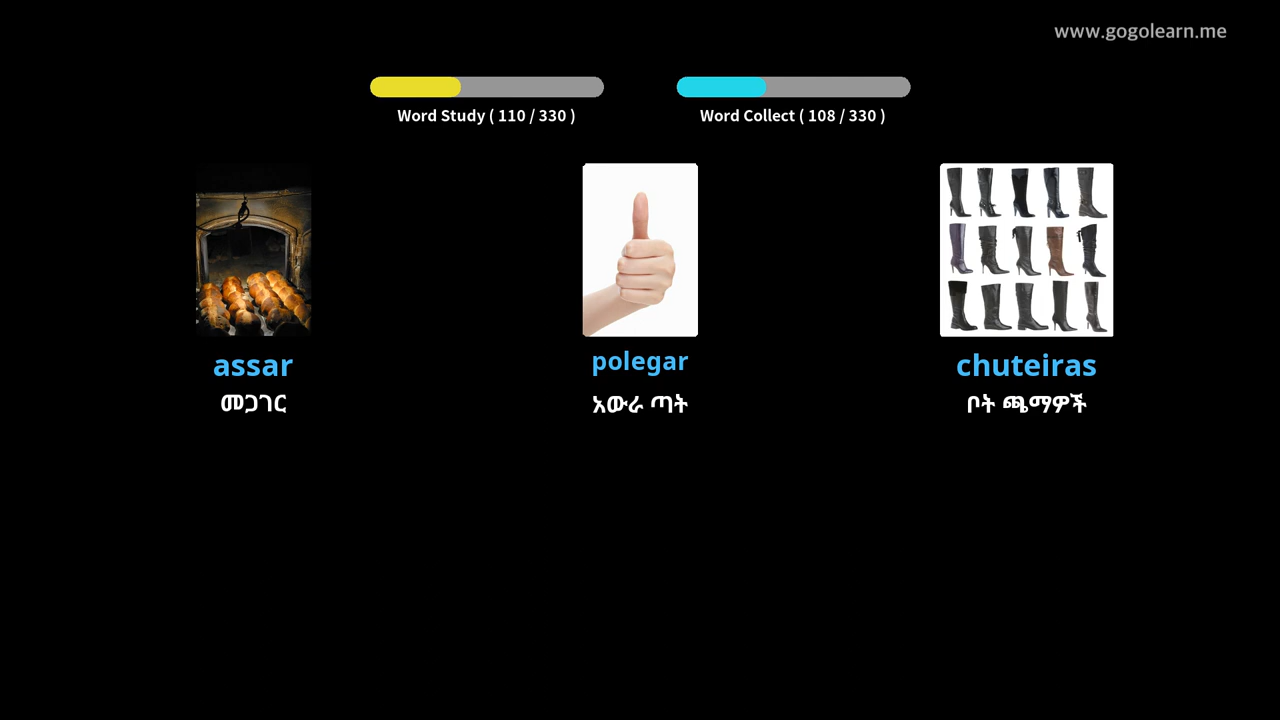 www.gogolearn.me
Word Study ( 110 / 330 )
Word Collect ( 108 / 330 )
assar
polegar
chuteiras
መጋገር
አውራ ጣት
ቦት ጫማዎች